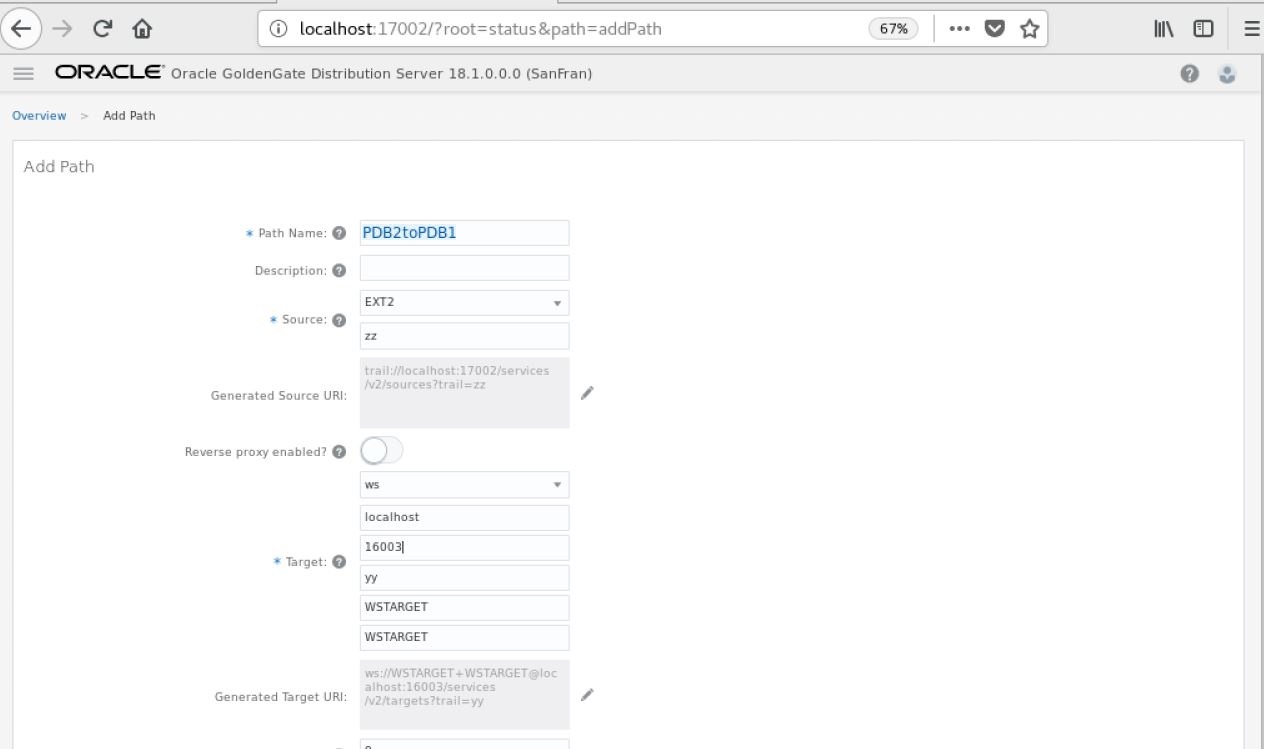 localhost:17002/?root=status&path=addPath 67%
ORACLE® Oracle GoldenGate Distribution Server 18.1.0.0.0 (SanFran)
Overview > Add Path
Add Path
* Path Name: PDB2toPDB1
Description:
EXT2
* Source:
zz
trail://localhost:17002/services
/v2/sources?trail=zz
Generated Source URI:
Reverse proxy enabled?
ws
localhost
16003
* Target:
yy
WSTARGET
WSTARGET
ws://WSTARGET+WSTARGET@loc
alhost:16003/services
/v2/targets?trail=yy
Generated Target URI: